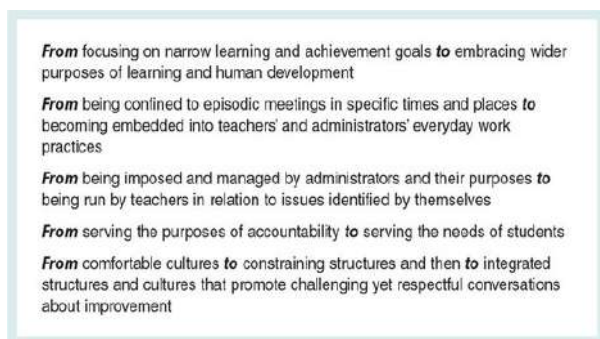 From focusing on narrow learning and achievement goals to embracing wider
purposes of learning and human development
From being confined to episodic meetings in specific times and places to
becoming embedded into teachers' and administrators' everyday work
practices
From being imposed and managed by administrators and their purposes to
being run by teachers in relation to issues identified by themselves
From serving the purposes of accountability to serving the needs of students
From comfortable cultures to constraining structures and then to integrated
structures and cultures that promote challenging yet respectful conversations
about improvement